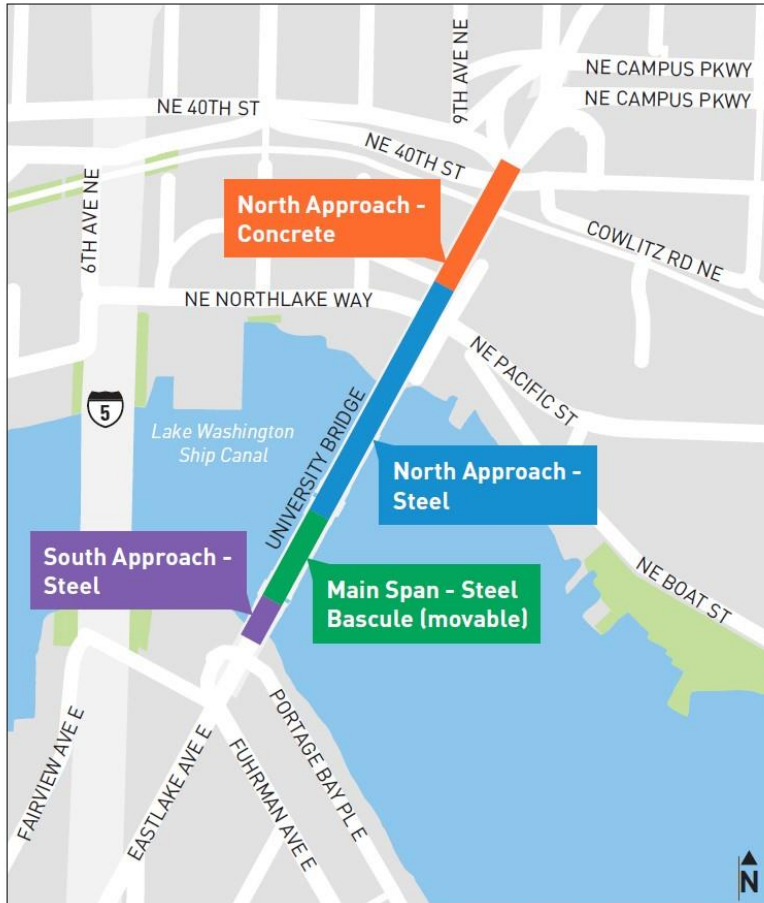 NE CAMPUS PKWY
NE CAMPUS PKWY
9TH AVE NE
NE 40TH ST
NE 40TH ST
6TH AVE NE
North Approach -
Concrete
COWLITZ RD NE
NE NORTHLAKE WAY
NE PACIFIC ST
5
Lake Washington
Ship Canal
UNIVERSITY BRIDGE
North Approach -
Steel
South Approach -
Steel
Main Span - Steel
Bascule (movable)
NE BOAT ST
FAIRVIEW AVE E
EASTLAKE AVE E
FUHRMAN AVE E
PORTAGE BAY PL E
N